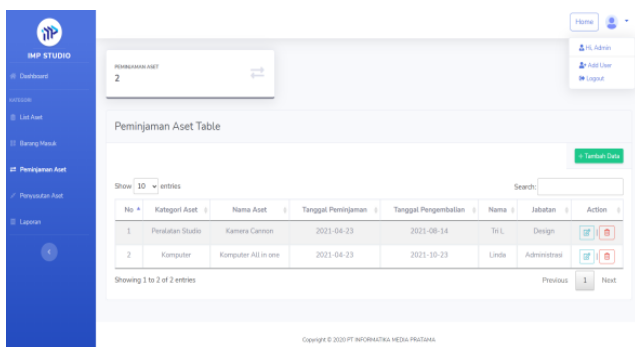 IMP STUDIO
Dashboard
KATEGORI
List Aset
Barang Masuk
Peminjaman Aset
Penyusutan Aset
Laporan
Home
Hi, Admin
Add User
Logout
PEMINJAMAN ASET
2
Peminjaman Aset Table
+ Tambah Data
Show 10 entries
Search:
No Kategori Aset Nama Aset Tanggal Peminjaman Tanggal Pengembalian Nama Jabatan Action
1 Peralatan Studio Kamera Cannon 2021-04-23 2021-08-14 Tri L Design |
2 Komputer Komputer All in one 2021-04-23 2021-10-23 Linda Administrasi |
Showing 1 to 2 of 2 entries
Previous 1 Next
Copyright © 2020 PT INFORMATIKA MEDIA PRATAMA